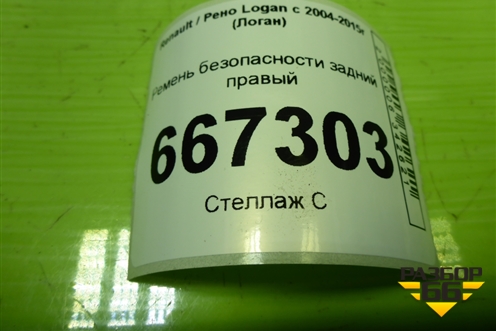 Renault / Рено Logan с 2004-2015г
(Логан)
Ремень безопасности задний
правый
667303
Стеллаж С
РАЗБОР
66